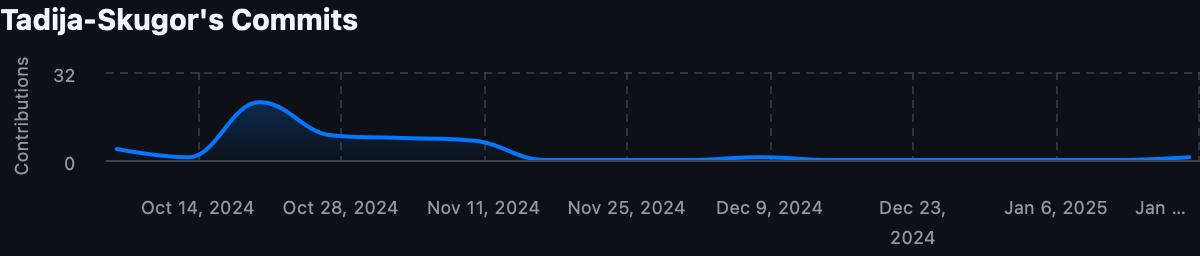 Tadija-Skugor's Commits
Contributions
32
0
Oct 14, 2024
Oct 28, 2024
Nov 11, 2024
Nov 25, 2024
Dec 9, 2024
Dec 23,
2024
Jan 6, 2025
Jan ...